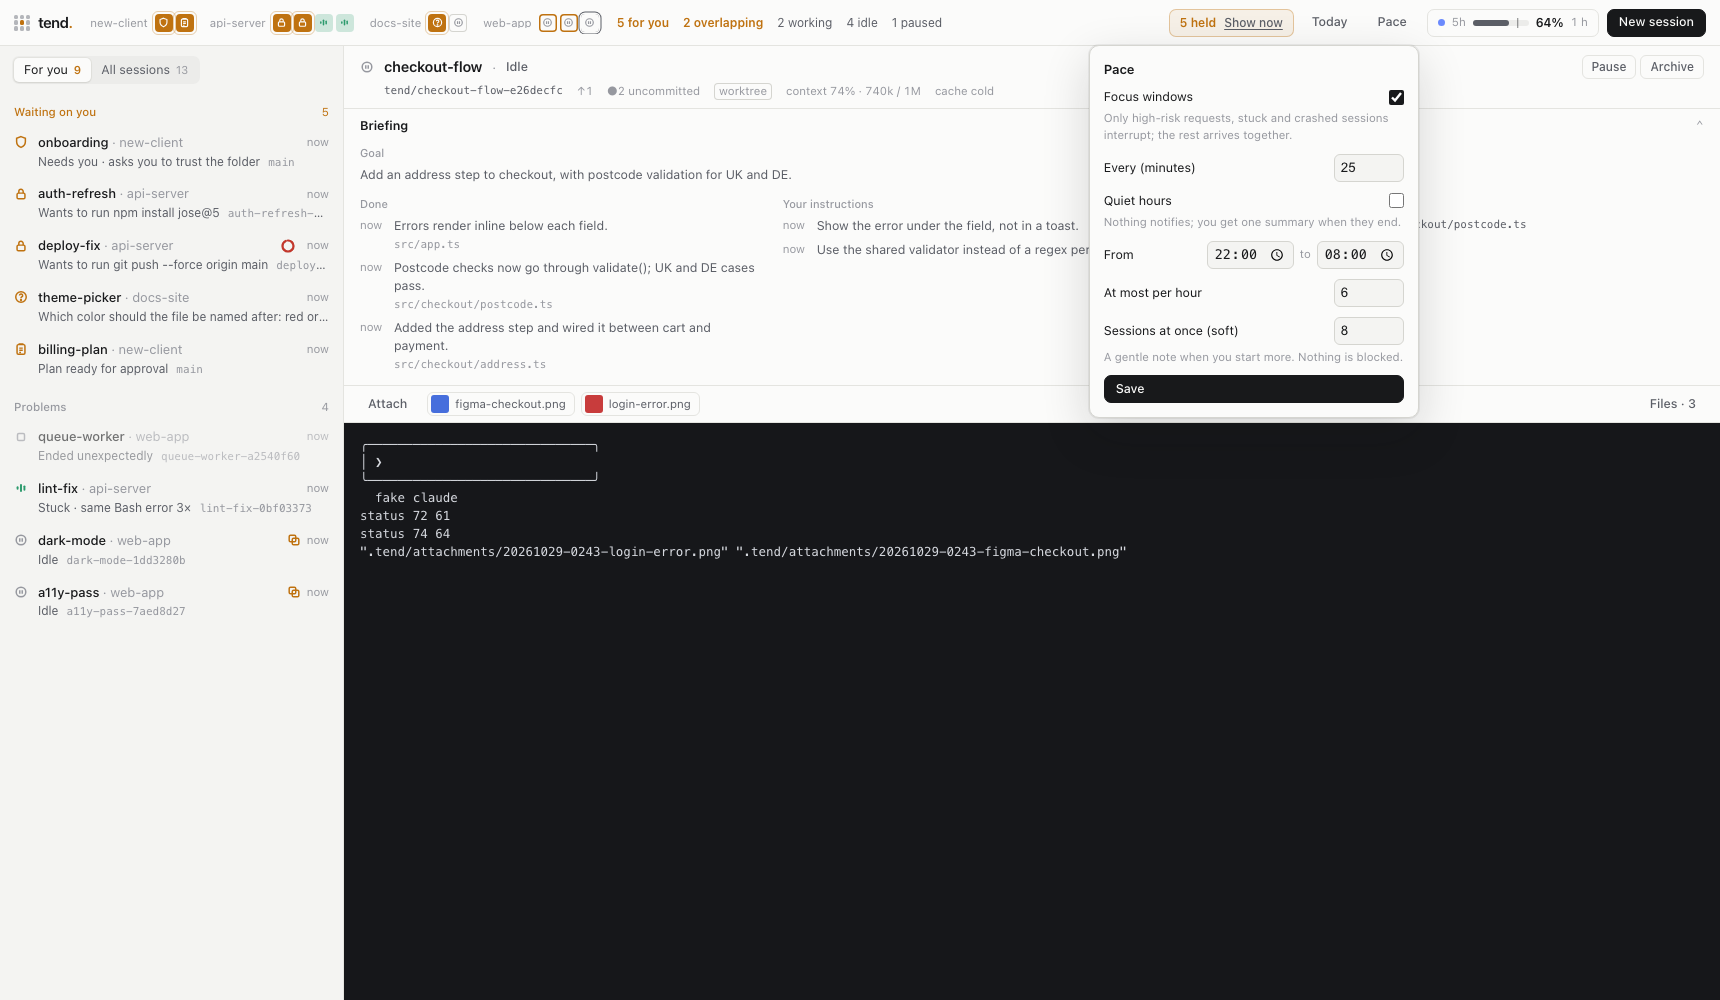 tend. new-client api-server docs-site web-app 5 for you 2 overlapping 2 working 4 idle 1 paused 5 held Show now Today Pace 5h 64% 1 h New session
For you 9 All sessions 13
Waiting on you 5
onboarding · new-client now
Needs you · asks you to trust the folder main
auth-refresh · api-server now
Wants to run npm install jose@5 auth-refresh-…
deploy-fix · api-server now
Wants to run git push --force origin main deploy…
theme-picker · docs-site now
Which color should the file be named after: red or…
billing-plan · new-client now
Plan ready for approval main
Problems 4
queue-worker · web-app now
Ended unexpectedly queue-worker-a2540f60
lint-fix · api-server now
Stuck · same Bash error 3× lint-fix-0bf03373
dark-mode · web-app now
Idle dark-mode-1dd3280b
a11y-pass · web-app now
Idle a11y-pass-7aed8d27
checkout-flow · Idle
Pause Archive
tend/checkout-flow-e26decfc ↑1 ●2 uncommitted worktree context 74% · 740k / 1M cache cold
Briefing
Goal
Add an address step to checkout, with postcode validation for UK and DE.
Done
now Errors render inline below each field.
src/app.ts
now Postcode checks now go through validate(); UK and DE cases
pass.
src/checkout/postcode.ts
now Added the address step and wired it between cart and
payment.
src/checkout/address.ts
Your instructions
now Show the error under the field, not in a toast.
now Use the shared validator instead of a regex per
ckout/postcode.ts
Pace
Focus windows
Only high-risk requests, stuck and crashed sessions
interrupt; the rest arrives together.
Every (minutes) 25
Quiet hours
Nothing notifies; you get one summary when they end.
From 22:00 to 08:00
At most per hour 6
Sessions at once (soft) 8
A gentle note when you start more. Nothing is blocked.
Save
Attach figma-checkout.png login-error.png Files · 3
❯
fake claude
status 72 61
status 74 64
".tend/attachments/20261029-0243-login-error.png" ".tend/attachments/20261029-0243-figma-checkout.png"